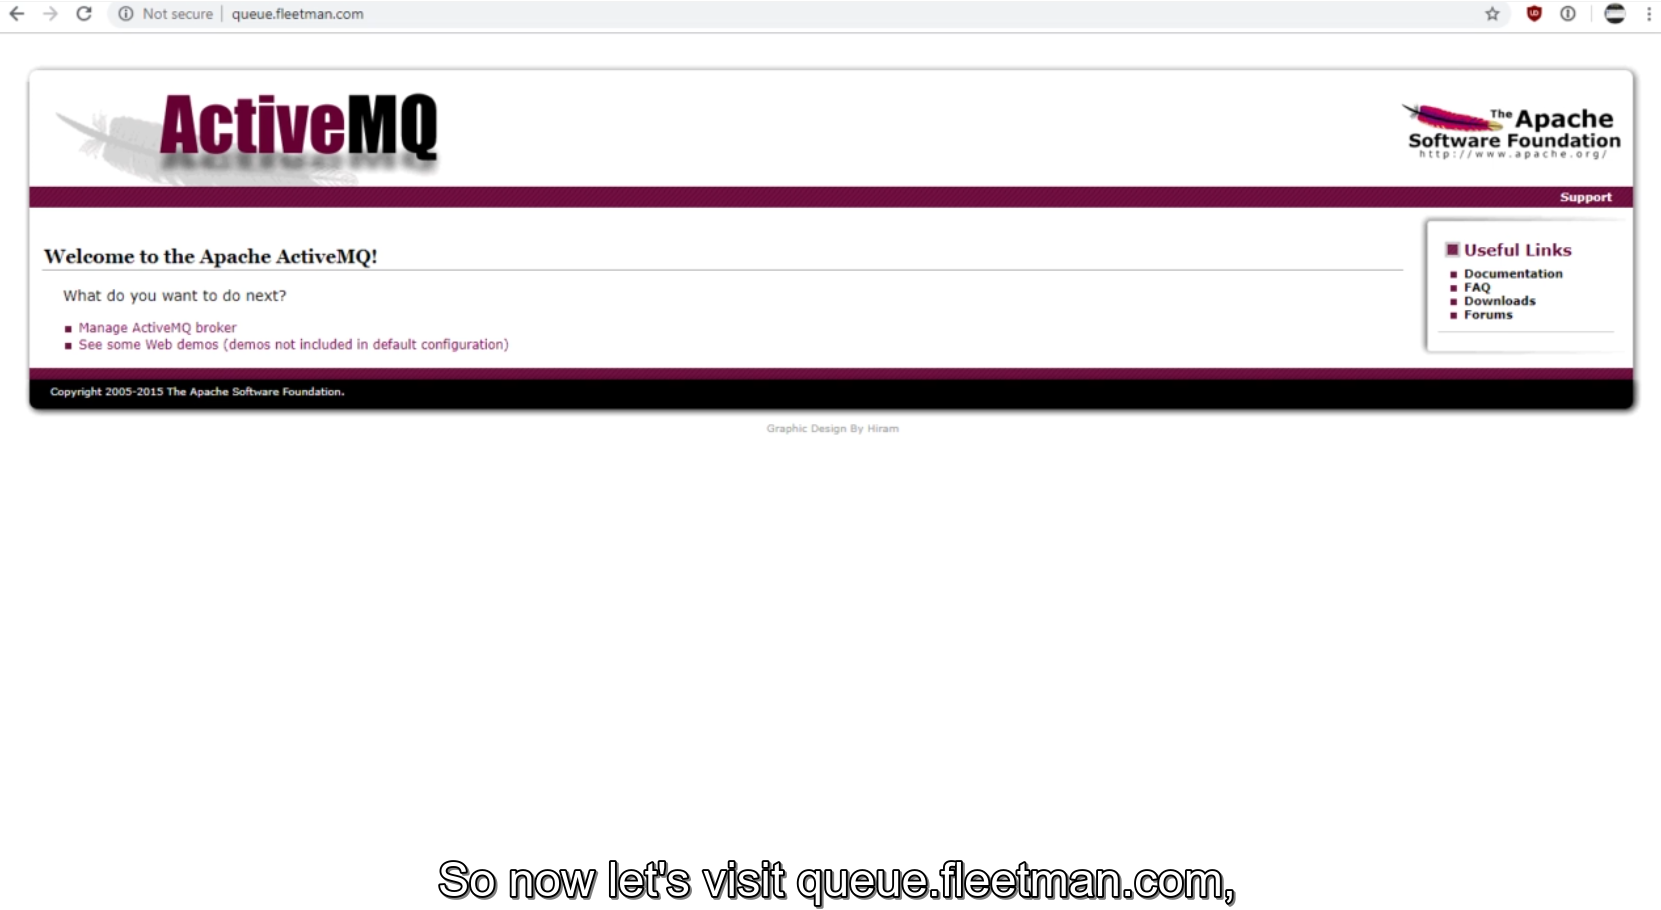 Not secure | queue.fleetman.com
ActiveMQ
The Apache
Software Foundation
http://www.apache.org/
Support
Welcome to the Apache ActiveMQ!
What do you want to do next?
Manage ActiveMQ broker
See some Web demos (demos not included in default configuration)
Useful Links
Documentation
FAQ
Downloads
Forums
Copyright 2005-2015 The Apache Software Foundation.
Graphic Design By Hiram
So now let's visit queue.fleetman.com,